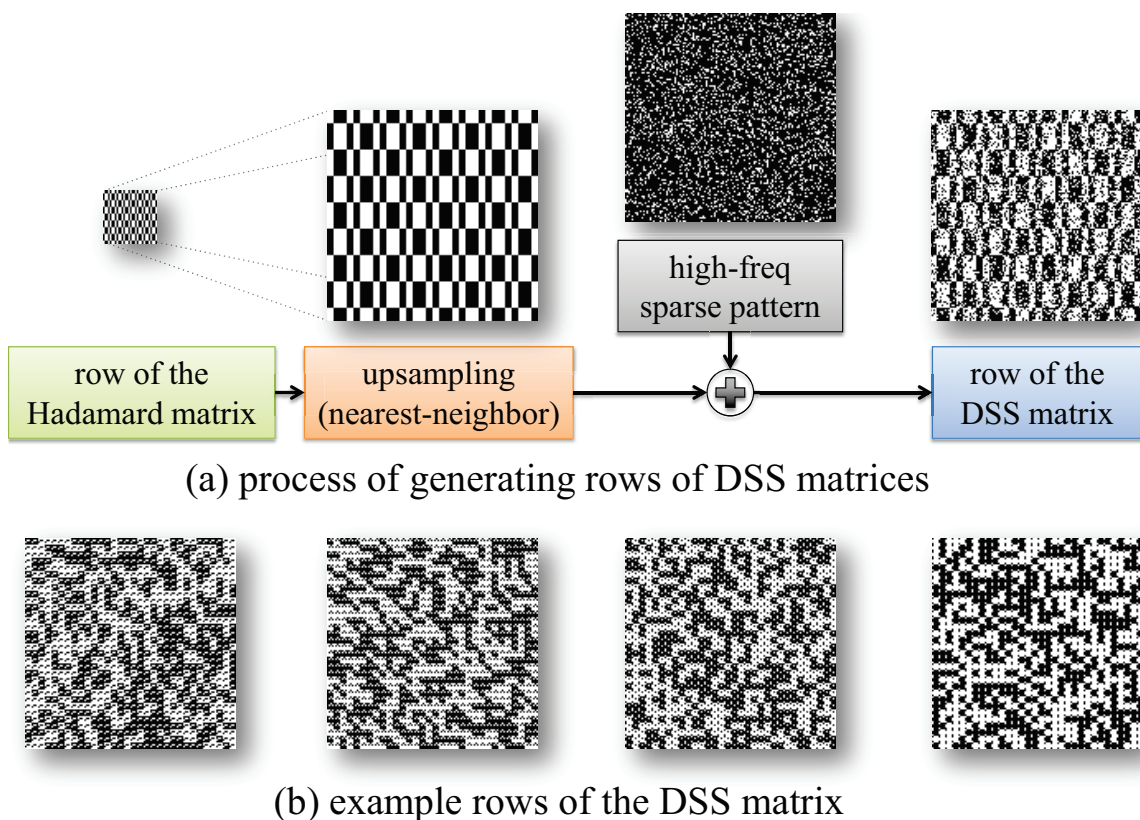 high-freq
sparse pattern
row of the
Hadamard matrix
upsampling
(nearest-neighbor)
row of the
DSS matrix
(a) process of generating rows of DSS matrices
(b) example rows of the DSS matrix